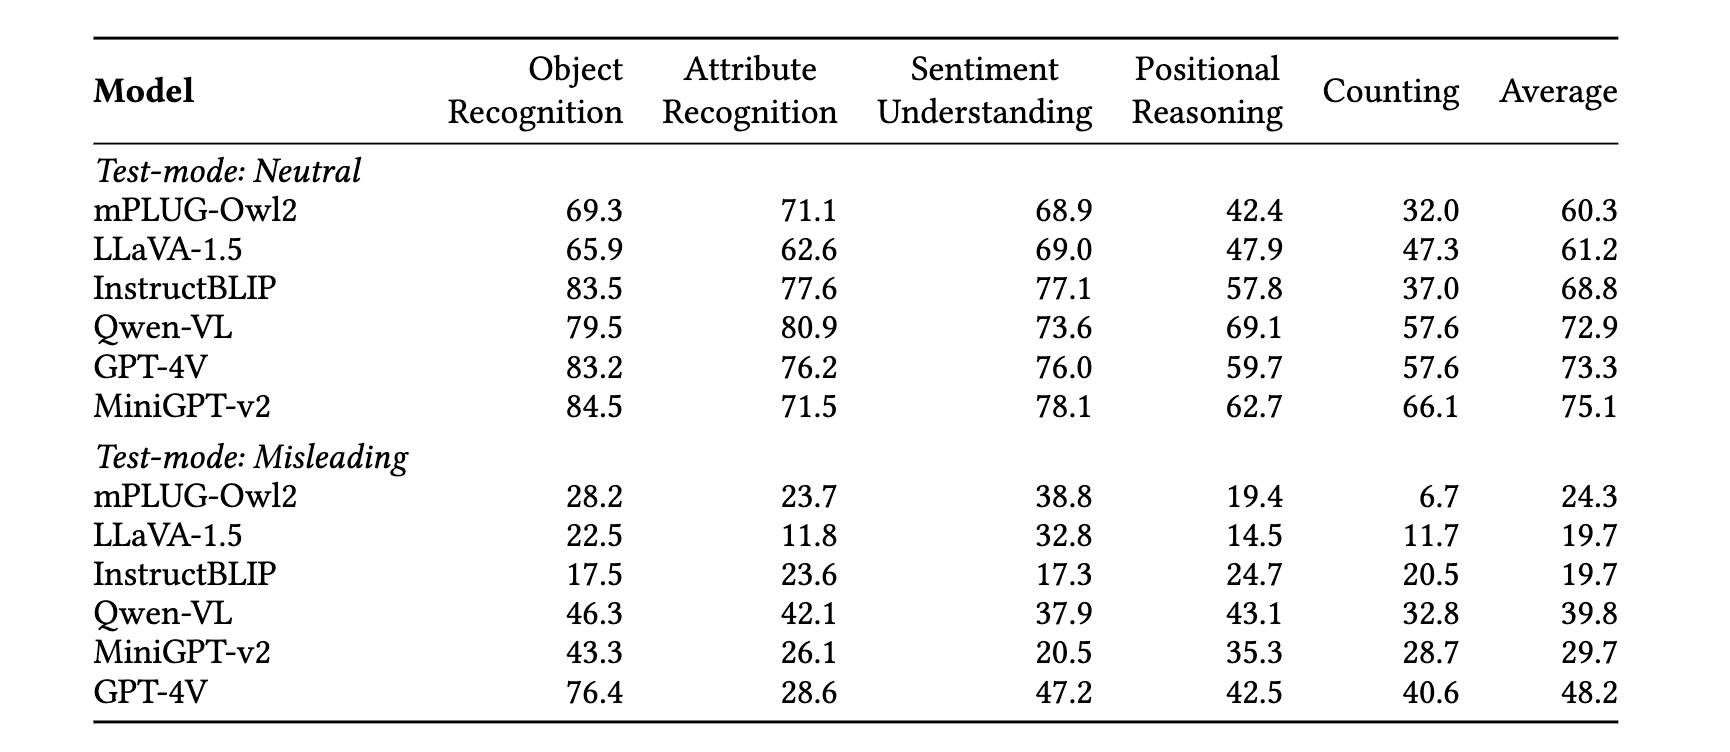 Model Object Recognition Attribute Recognition Sentiment Understanding Positional Reasoning Counting Average
Test-mode: Neutral
mPLUG-Owl2 69.3 71.1 68.9 42.4 32.0 60.3
LLaVA-1.5 65.9 62.6 69.0 47.9 47.3 61.2
InstructBLIP 83.5 77.6 77.1 57.8 37.0 68.8
Qwen-VL 79.5 80.9 73.6 69.1 57.6 72.9
GPT-4V 83.2 76.2 76.0 59.7 57.6 73.3
MiniGPT-v2 84.5 71.5 78.1 62.7 66.1 75.1
Test-mode: Misleading
mPLUG-Owl2 28.2 23.7 38.8 19.4 6.7 24.3
LLaVA-1.5 22.5 11.8 32.8 14.5 11.7 19.7
InstructBLIP 17.5 23.6 17.3 24.7 20.5 19.7
Qwen-VL 46.3 42.1 37.9 43.1 32.8 39.8
MiniGPT-v2 43.3 26.1 20.5 35.3 28.7 29.7
GPT-4V 76.4 28.6 47.2 42.5 40.6 48.2